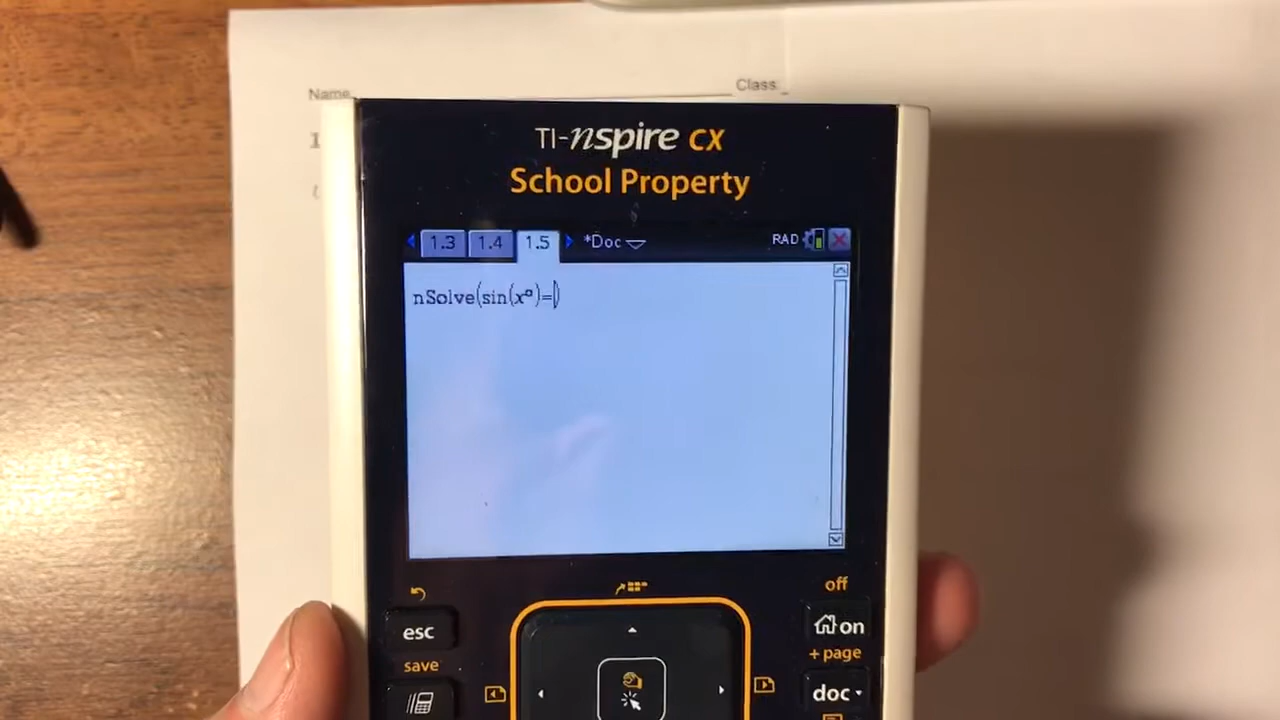 Name
Class:
1
TI-nspire CX
School Property
1.3 1.4 1.5 *Doc RAD
nSolve(sin(x°)=)
off
esc
on
save
+ page
doc